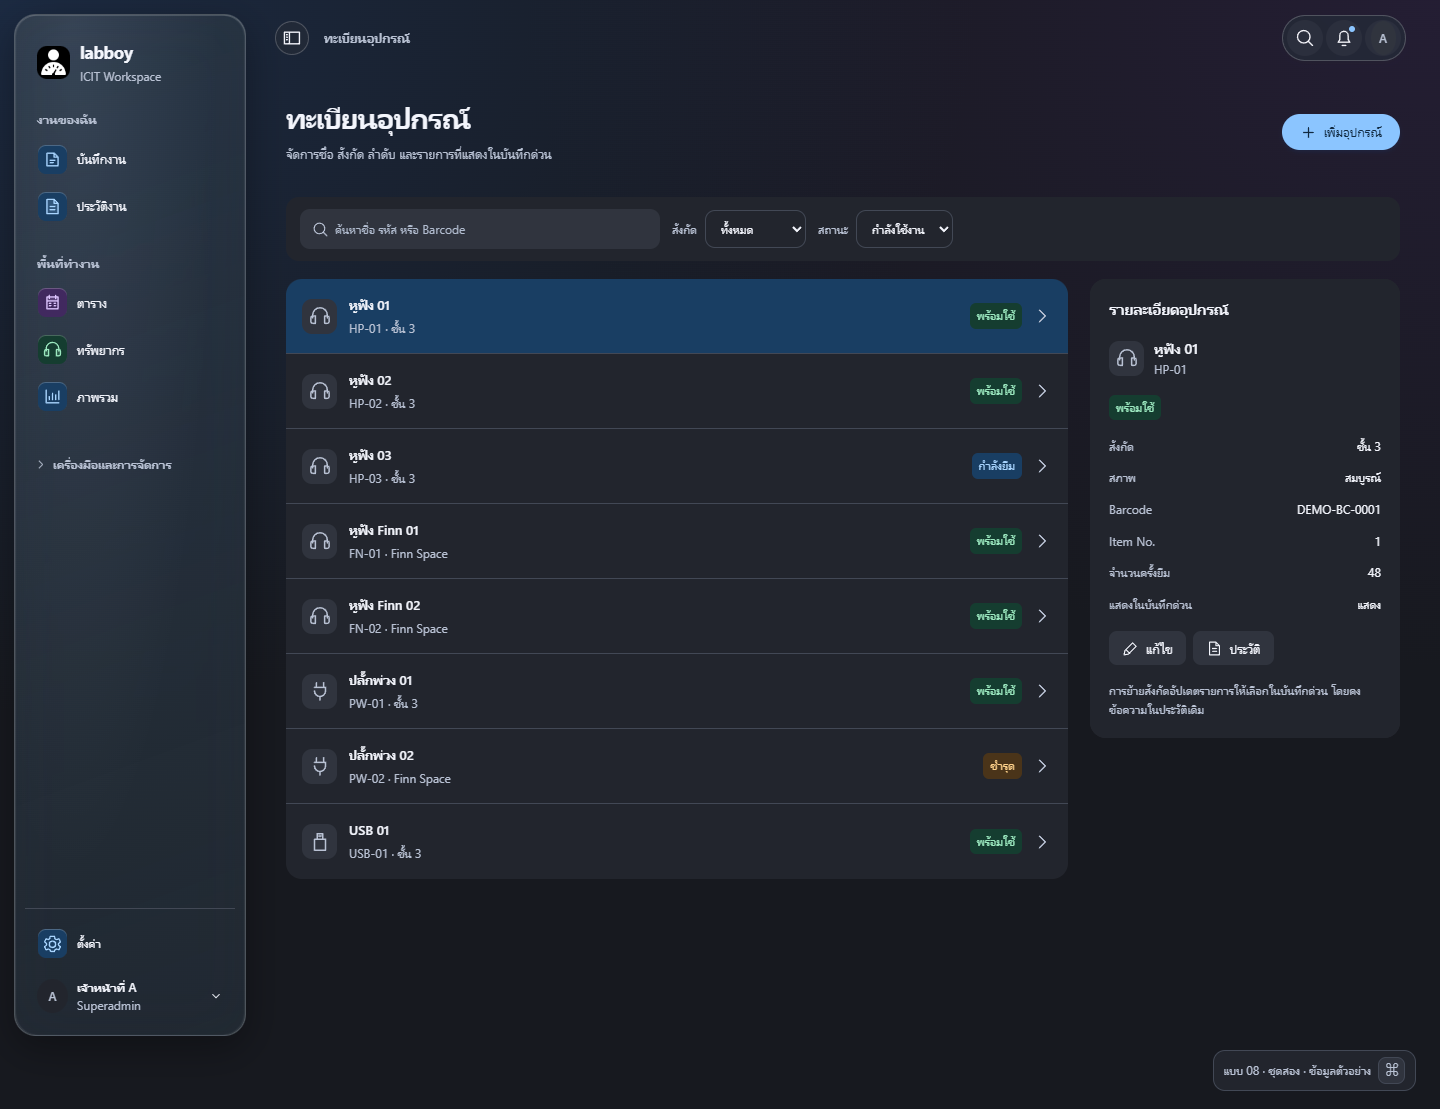 labboy
ICIT Workspace
งานของฉัน
บันทึกงาน
ประวัติงาน
พื้นที่ทำงาน
ตาราง
ทรัพยากร
ภาพรวม
เครื่องมือและการจัดการ
ตั้งค่า
A
เจ้าหน้าที่ A
Superadmin
ทะเบียนอุปกรณ์
A
ทะเบียนอุปกรณ์
จัดการชื่อ สังกัด ลำดับ และรายการที่แสดงในบันทึกด่วน
เพิ่มอุปกรณ์
ค้นหาชื่อ รหัส หรือ Barcode
สังกัด
ทั้งหมด
สถานะ
กำลังใช้งาน
หูฟัง 01
HP-01 · ชั้น 3
พร้อมใช้
หูฟัง 02
HP-02 · ชั้น 3
พร้อมใช้
หูฟัง 03
HP-03 · ชั้น 3
กำลังยืม
หูฟัง Finn 01
FN-01 · Finn Space
พร้อมใช้
หูฟัง Finn 02
FN-02 · Finn Space
พร้อมใช้
ปลั๊กพ่วง 01
PW-01 · ชั้น 3
พร้อมใช้
ปลั๊กพ่วง 02
PW-02 · Finn Space
ชำรุด
USB 01
USB-01 · ชั้น 3
พร้อมใช้
รายละเอียดอุปกรณ์
หูฟัง 01
HP-01
พร้อมใช้
สังกัด ชั้น 3
สภาพ สมบูรณ์
Barcode DEMO-BC-0001
Item No. 1
จำนวนครั้งยืม 48
แสดงในบันทึกด่วน แสดง
แก้ไข
ประวัติ
การย้ายสังกัดอัปเดตรายการให้เลือกในบันทึกด่วน โดยคง
ข้อความในประวัติเดิม
แบบ 08 · ชุดสอง · ข้อมูลตัวอย่าง ⌘